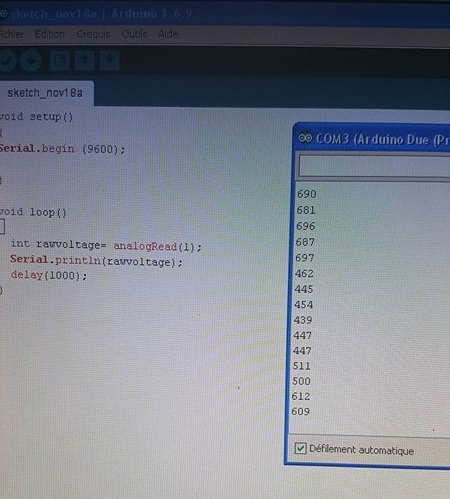 sketch_nov18a | Arduino 1.6.9
Edition Croquis Outils Aide
sketch_nov18a
void setup()
{
Serial.begin (9600);
}
void loop()
int rawvoltage= analogRead(1);
Serial.println(rawvoltage);
delay(1000);
}
COM3 (Arduino Due (Pr
690
681
696
687
697
462
445
454
439
447
447
511
500
612
609
Défilement automatique